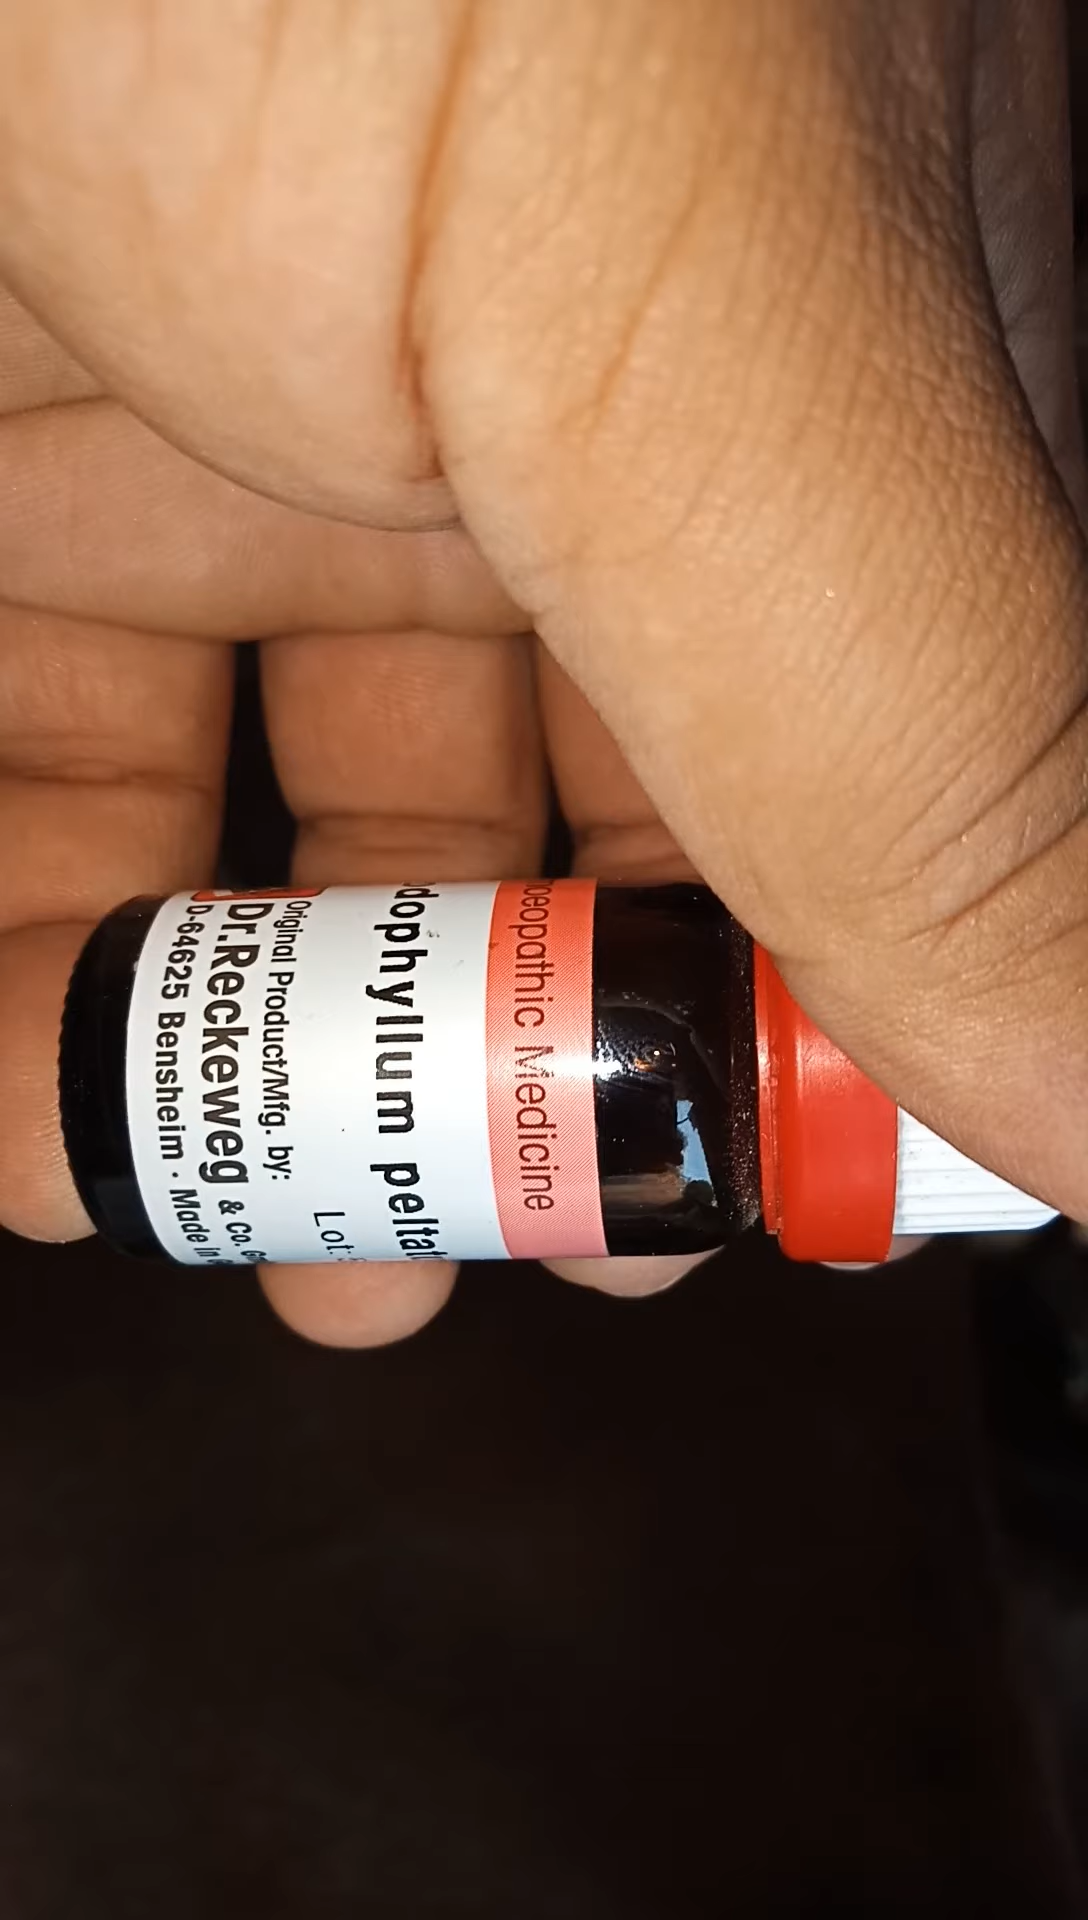 oeopathic Medicine
dophyllum peltat
Lot:
Original Product/Mfg. by:
Dr.Reckeweg & Co. G
D-64625 Bensheim · Made in